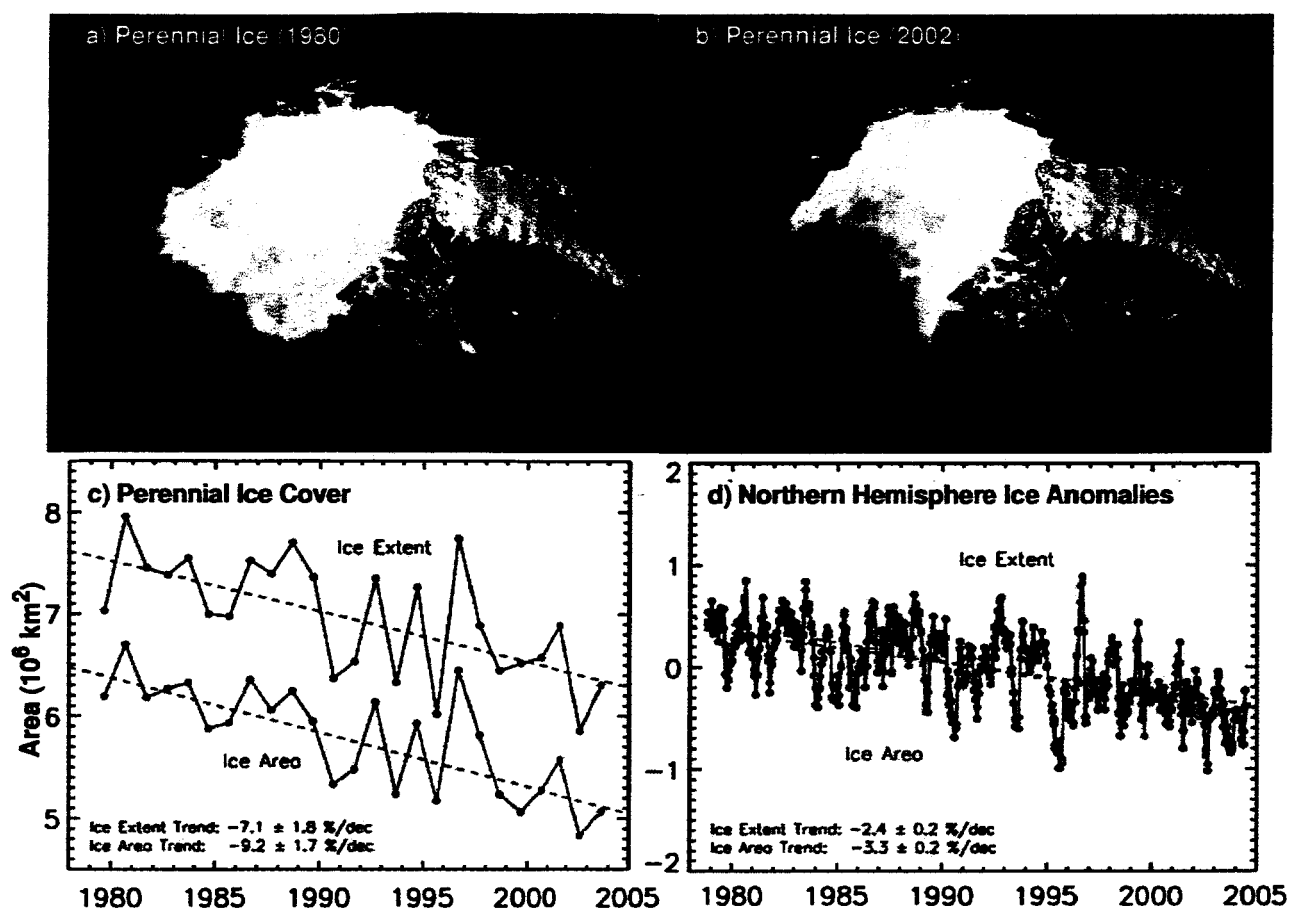 a) Perennial Ice (1980)
b) Perennial Ice (2002)
c) Perennial Ice Cover
Area (10⁶ km²)
8
7
6
5
Ice Extent
Ice Area
Ice Extent Trend: -7.1 ± 1.8 %/dec
Ice Area Trend: -9.2 ± 1.7 %/dec
1980 1985 1990 1995 2000 2005
d) Northern Hemisphere Ice Anomalies
2
1
0
-1
-2
Ice Extent
Ice Area
Ice Extent Trend: -2.4 ± 0.2 %/dec
Ice Area Trend: -3.3 ± 0.2 %/dec
1980 1985 1990 1995 2000 2005